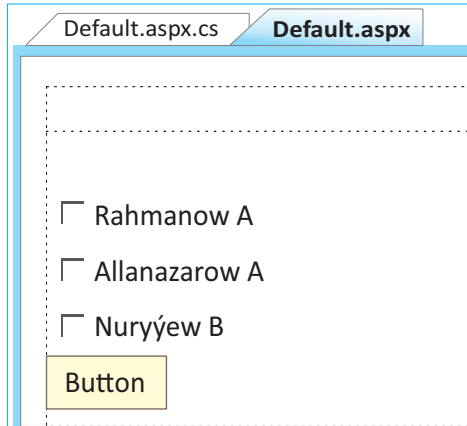 Default.aspx.cs Default.aspx
Rahmanow A
Allanazarow A
Nuryýew B
Button